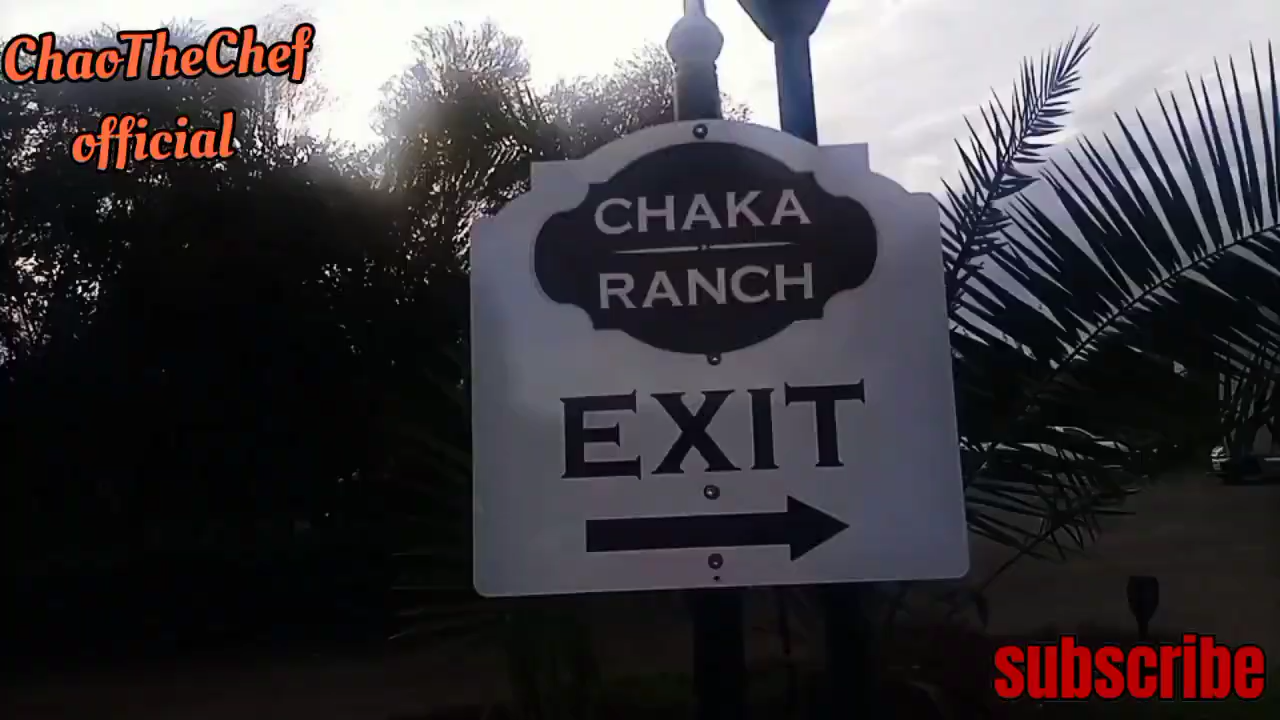 ChaoTheChef
official
CHAKA
RANCH
EXIT
subscribe